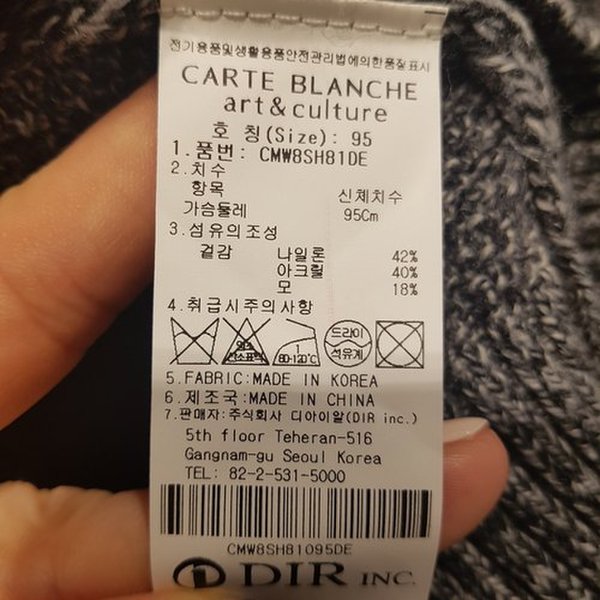 전기용품및생활용품안전관리법에의한품질표시
CARTE BLANCHE
art&culture
호 칭(Size): 95
1.품번: CMW8SH81DE
2.치수
항목 신체치수
가슴둘레 95Cm
3.섬유의조성
겉감 나일론 42%
아크릴 40%
모 18%
4.취급시주의사항
1 80-120℃ 드라이 석유계
5.FABRIC:MADE IN KOREA
6.제조국:MADE IN CHINA
7.판매자:주식회사 디아이알(DIR inc.)
5th floor Teheran-516
Gangnam-gu Seoul Korea
TEL: 82-2-531-5000
CMW8SH81095DE
DIR INC.